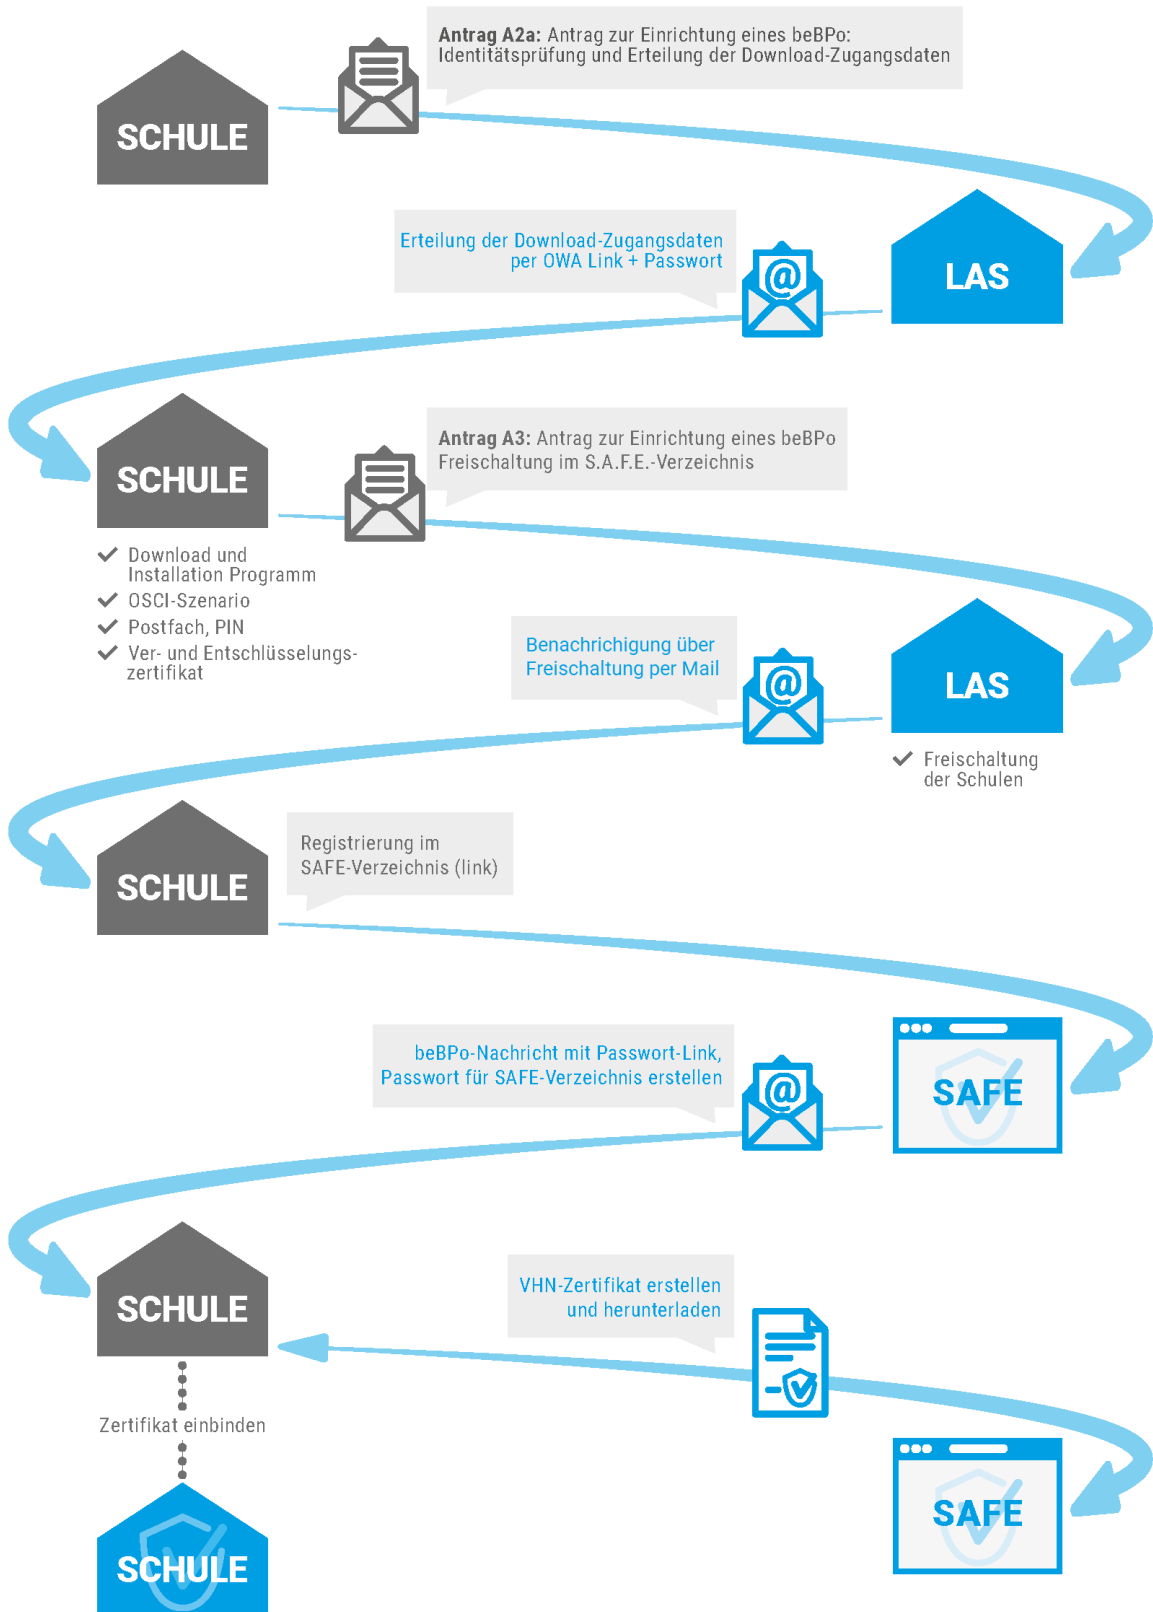 Antrag A2a: Antrag zur Einrichtung eines beBPo:
Identitätsprüfung und Erteilung der Download-Zugangsdaten
SCHULE
Erteilung der Download-Zugangsdaten
per OWA Link + Passwort
@
LAS
Antrag A3: Antrag zur Einrichtung eines beBPo
Freischaltung im S.A.F.E.-Verzeichnis
SCHULE
Download und
Installation Programm
OSCI-Szenario
Postfach, PIN
Ver- und Entschlüsselungs-
zertifikat
Benachrichigung über
Freischaltung per Mail
@
LAS
Freischaltung
der Schulen
Registrierung im
SAFE-Verzeichnis (link)
SCHULE
beBPo-Nachricht mit Passwort-Link,
Passwort für SAFE-Verzeichnis erstellen
@
SAFE
VHN-Zertifikat erstellen
und herunterladen
SCHULE
Zertifikat einbinden
SAFE
SCHULE